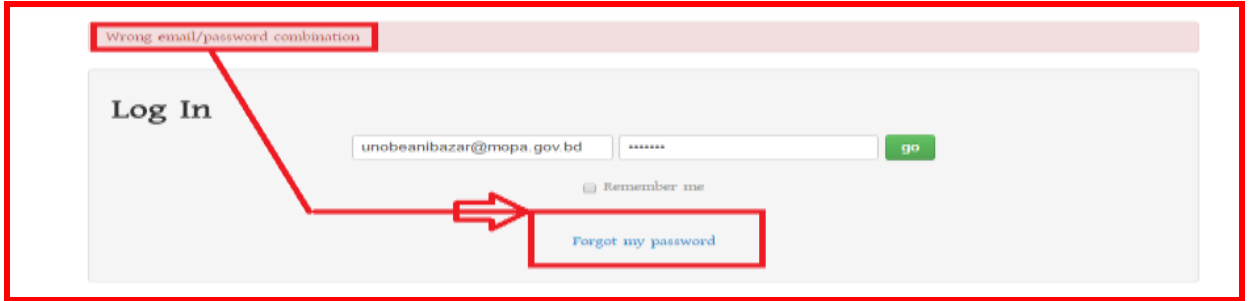 Wrong email/password combination
Log In
unobeanibazar@mopa.gov.bd ••••••• go
Remember me
Forgot my password